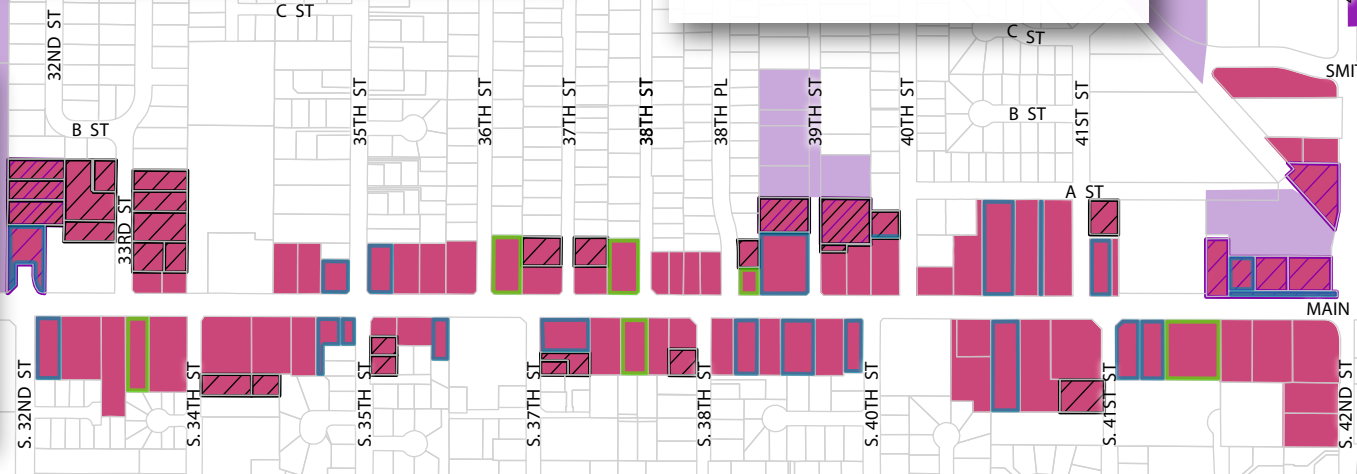 C ST
32ND ST
C ST
SMI
35TH ST
36TH ST
37TH ST
38TH ST
38TH PL
39TH ST
40TH ST
41ST ST
B ST
B ST
A ST
33RD ST
MAIN
S. 32ND ST
S. 34TH ST
S. 35TH ST
S. 37TH ST
S. 38TH ST
S. 40TH ST
S. 41ST ST
S. 42ND ST